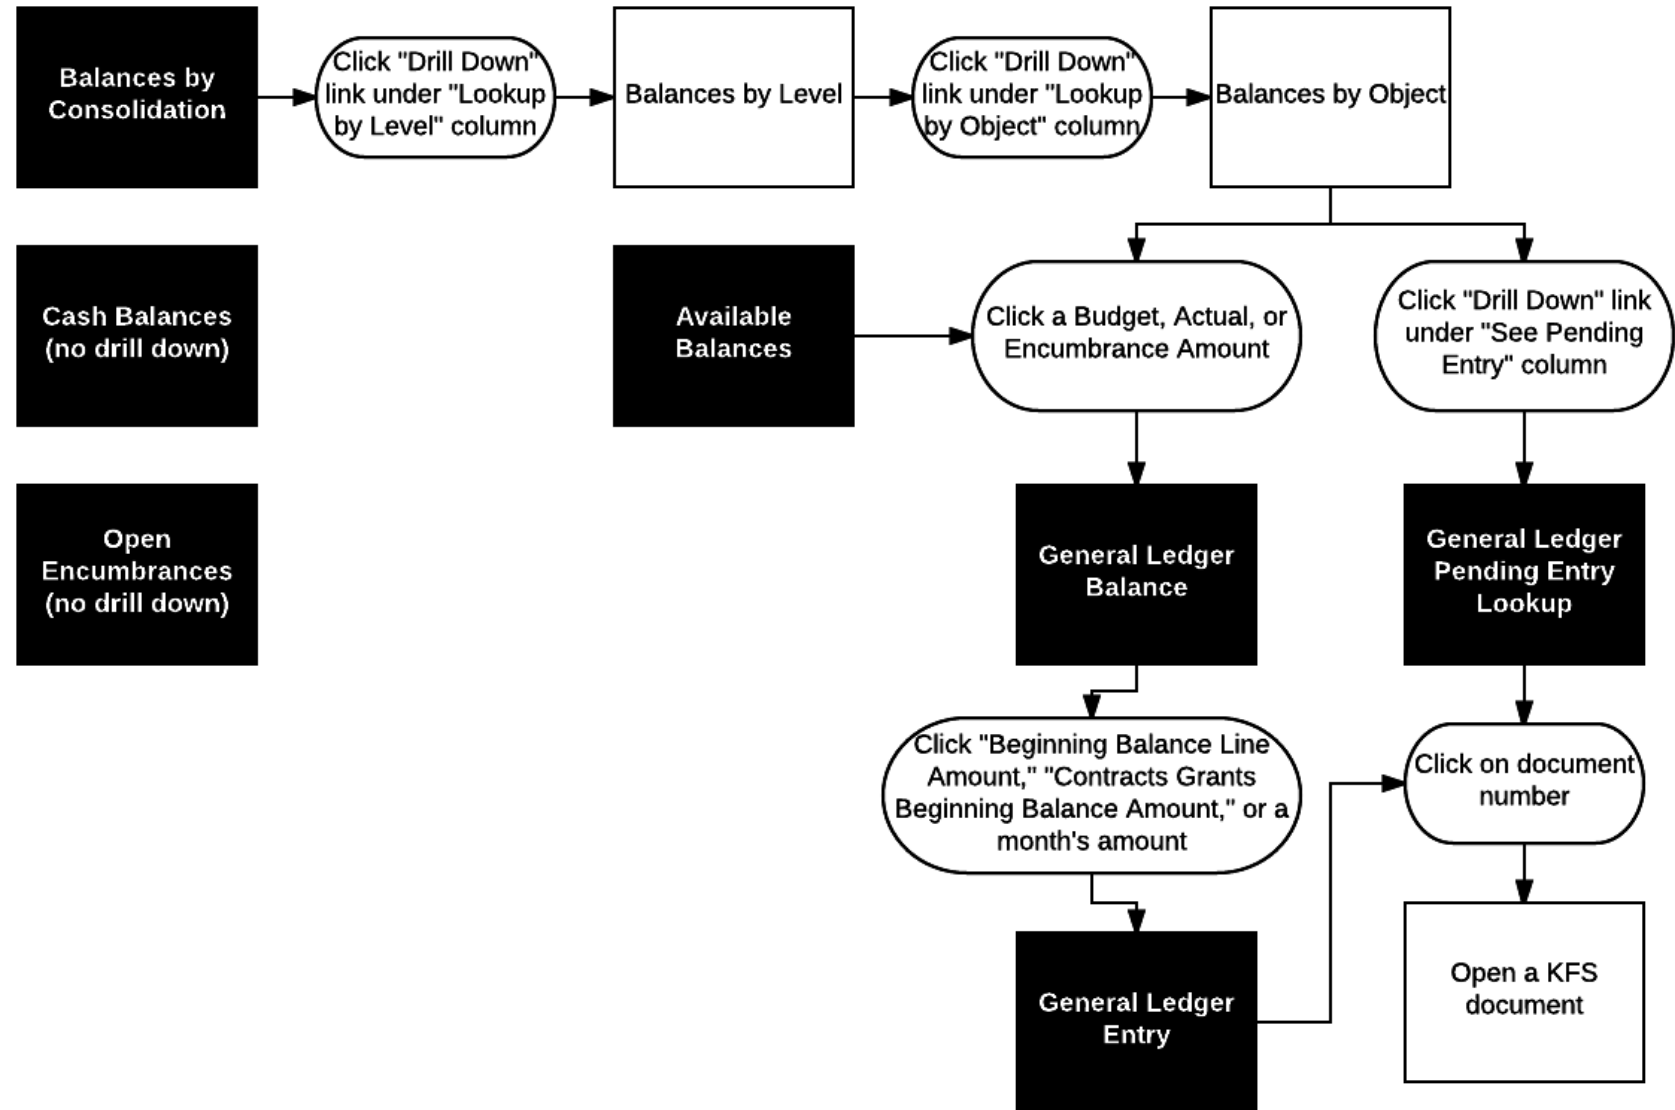 Balances by
Consolidation
Click "Drill Down"
link under "Lookup
by Level" column
Balances by Level
Click "Drill Down"
link under "Lookup
by Object" column
Balances by Object
Cash Balances
(no drill down)
Available
Balances
Click a Budget, Actual, or
Encumbrance Amount
Click "Drill Down" link
under "See Pending
Entry" column
Open
Encumbrances
(no drill down)
General Ledger
Balance
General Ledger
Pending Entry
Lookup
Click "Beginning Balance Line
Amount," "Contracts Grants
Beginning Balance Amount," or a
month's amount
Click on document
number
General Ledger
Entry
Open a KFS
document